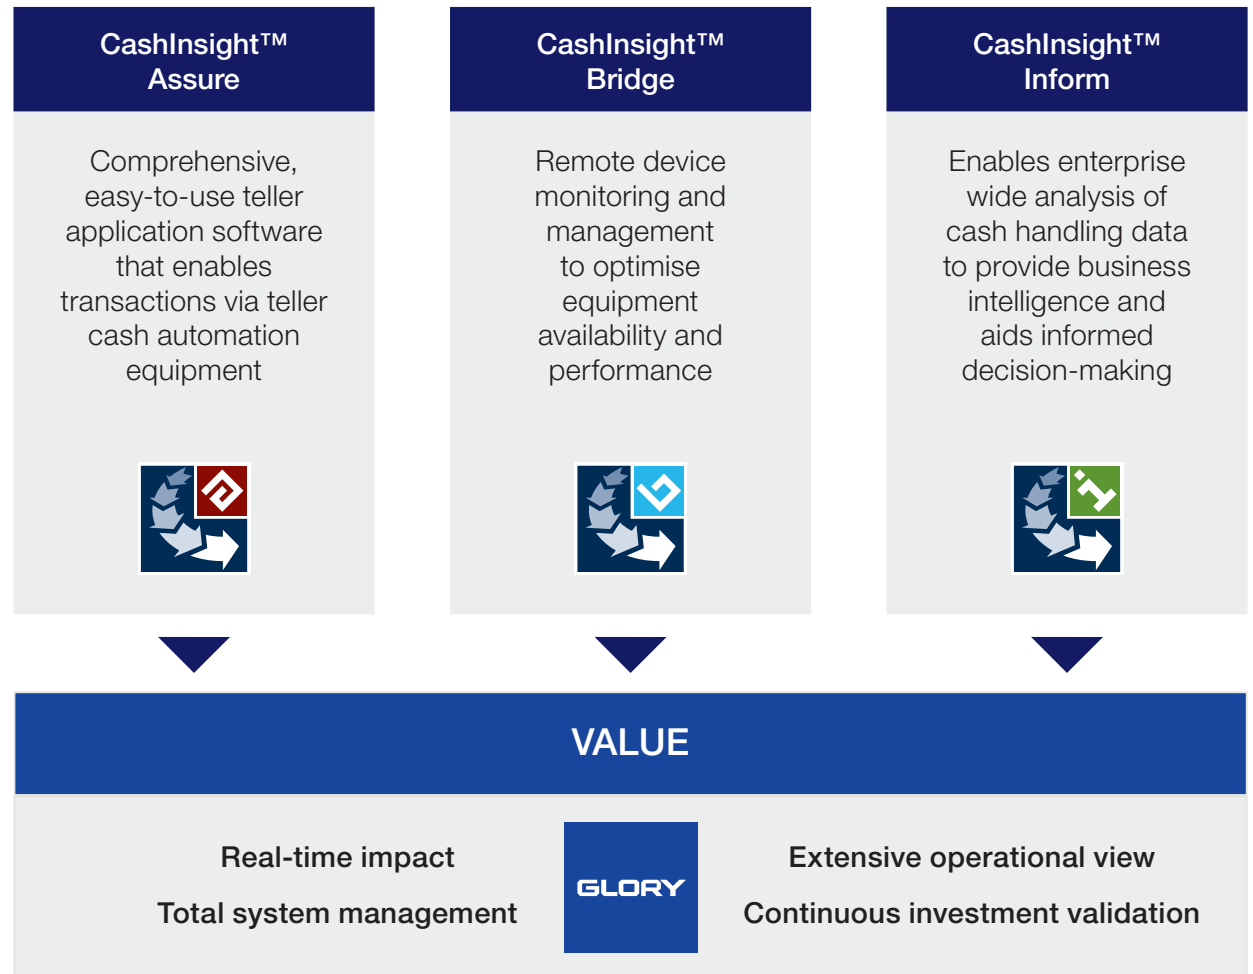 CashInsight™
Assure
Comprehensive,
easy-to-use teller
application software
that enables
transactions via teller
cash automation
equipment
CashInsight™
Bridge
Remote device
monitoring and
management
to optimise
equipment
availability and
performance
CashInsight™
Inform
Enables enterprise
wide analysis of
cash handling data
to provide business
intelligence and
aids informed
decision-making
VALUE
Real-time impact
Total system management
GLORY
Extensive operational view
Continuous investment validation